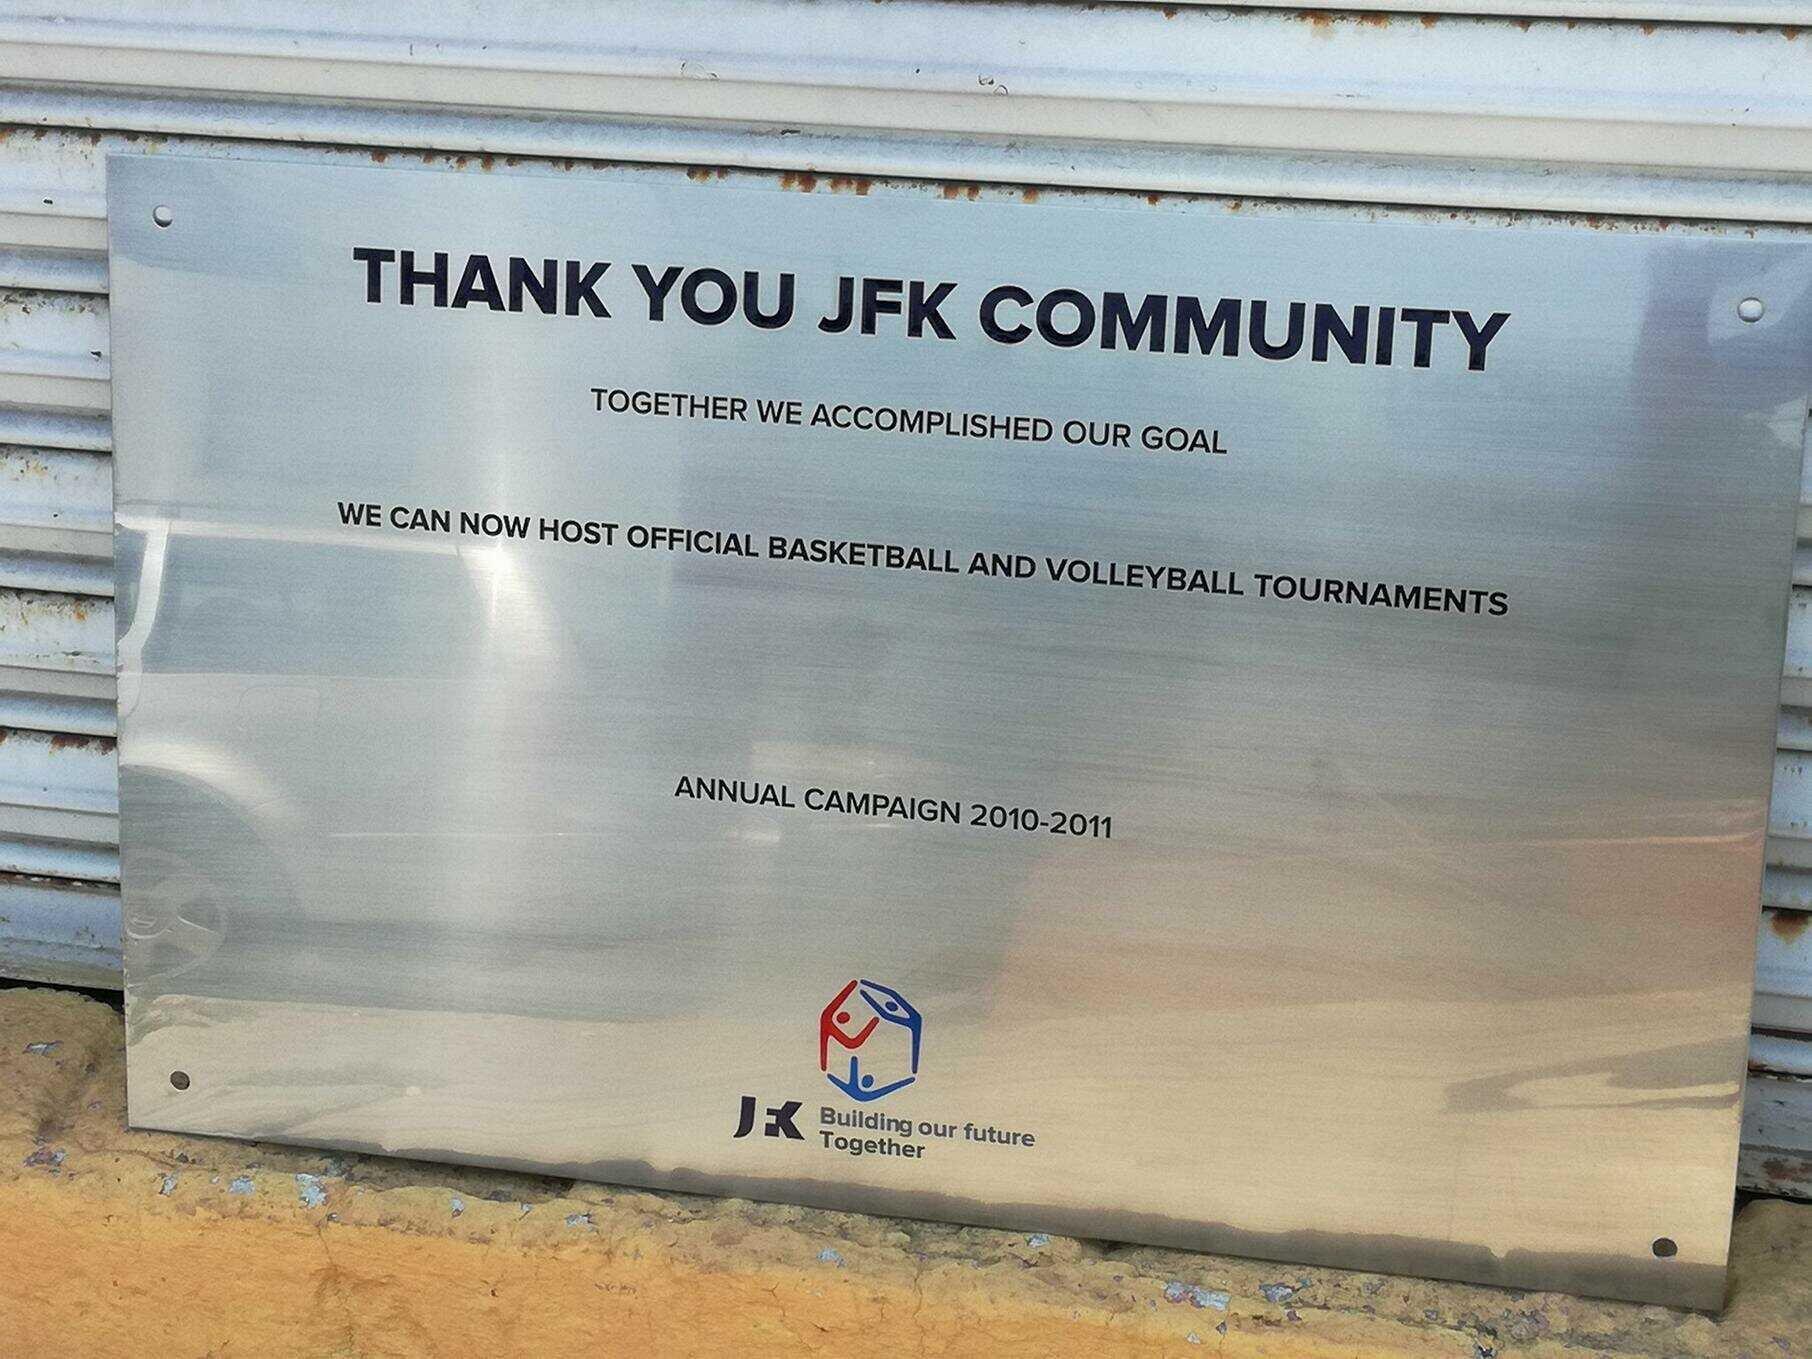 THANK YOU JFK COMMUNITY
TOGETHER WE ACCOMPLISHED OUR GOAL
WE CAN NOW HOST OFFICIAL BASKETBALL AND VOLLEYBALL TOURNAMENTS
ANNUAL CAMPAIGN 2010-2011
JFK Building our future
Together